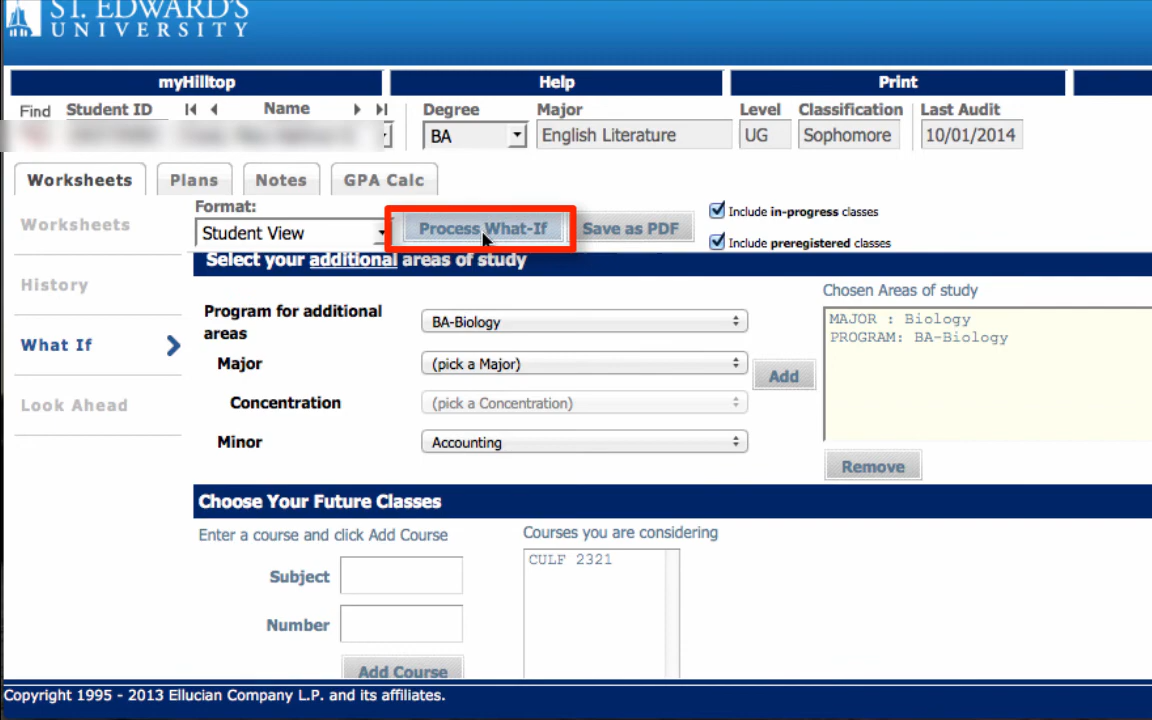 ST. EDWARD'S
UNIVERSITY
myHilltop Help Print
Find Student ID Name Degree Major Level Classification Last Audit
BA English Literature UG Sophomore 10/01/2014
Worksheets Plans Notes GPA Calc
Worksheets
History
What If
Look Ahead
Format:
Student View Process What-If Save as PDF
Include in-progress classes
Include preregistered classes
Select your additional areas of study
Program for additional areas BA-Biology
Major (pick a Major)
Concentration (pick a Concentration)
Minor Accounting
Add
Chosen Areas of study
MAJOR : Biology
PROGRAM: BA-Biology
Remove
Choose Your Future Classes
Enter a course and click Add Course
Subject
Number
Add Course
Courses you are considering
CULF 2321
Copyright 1995 - 2013 Ellucian Company L.P. and its affiliates.